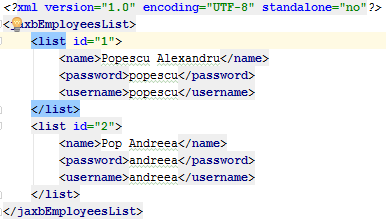 <?xml version="1.0" encoding="UTF-8" standalone="no"?>
<jaxbEmployeesList>
<list id="1">
<name>Popescu Alexandru</name>
<password>popescu</password>
<username>popescu</username>
</list>
<list id="2">
<name>Pop Andreea</name>
<password>andreea</password>
<username>andreea</username>
</list>
</jaxbEmployeesList>